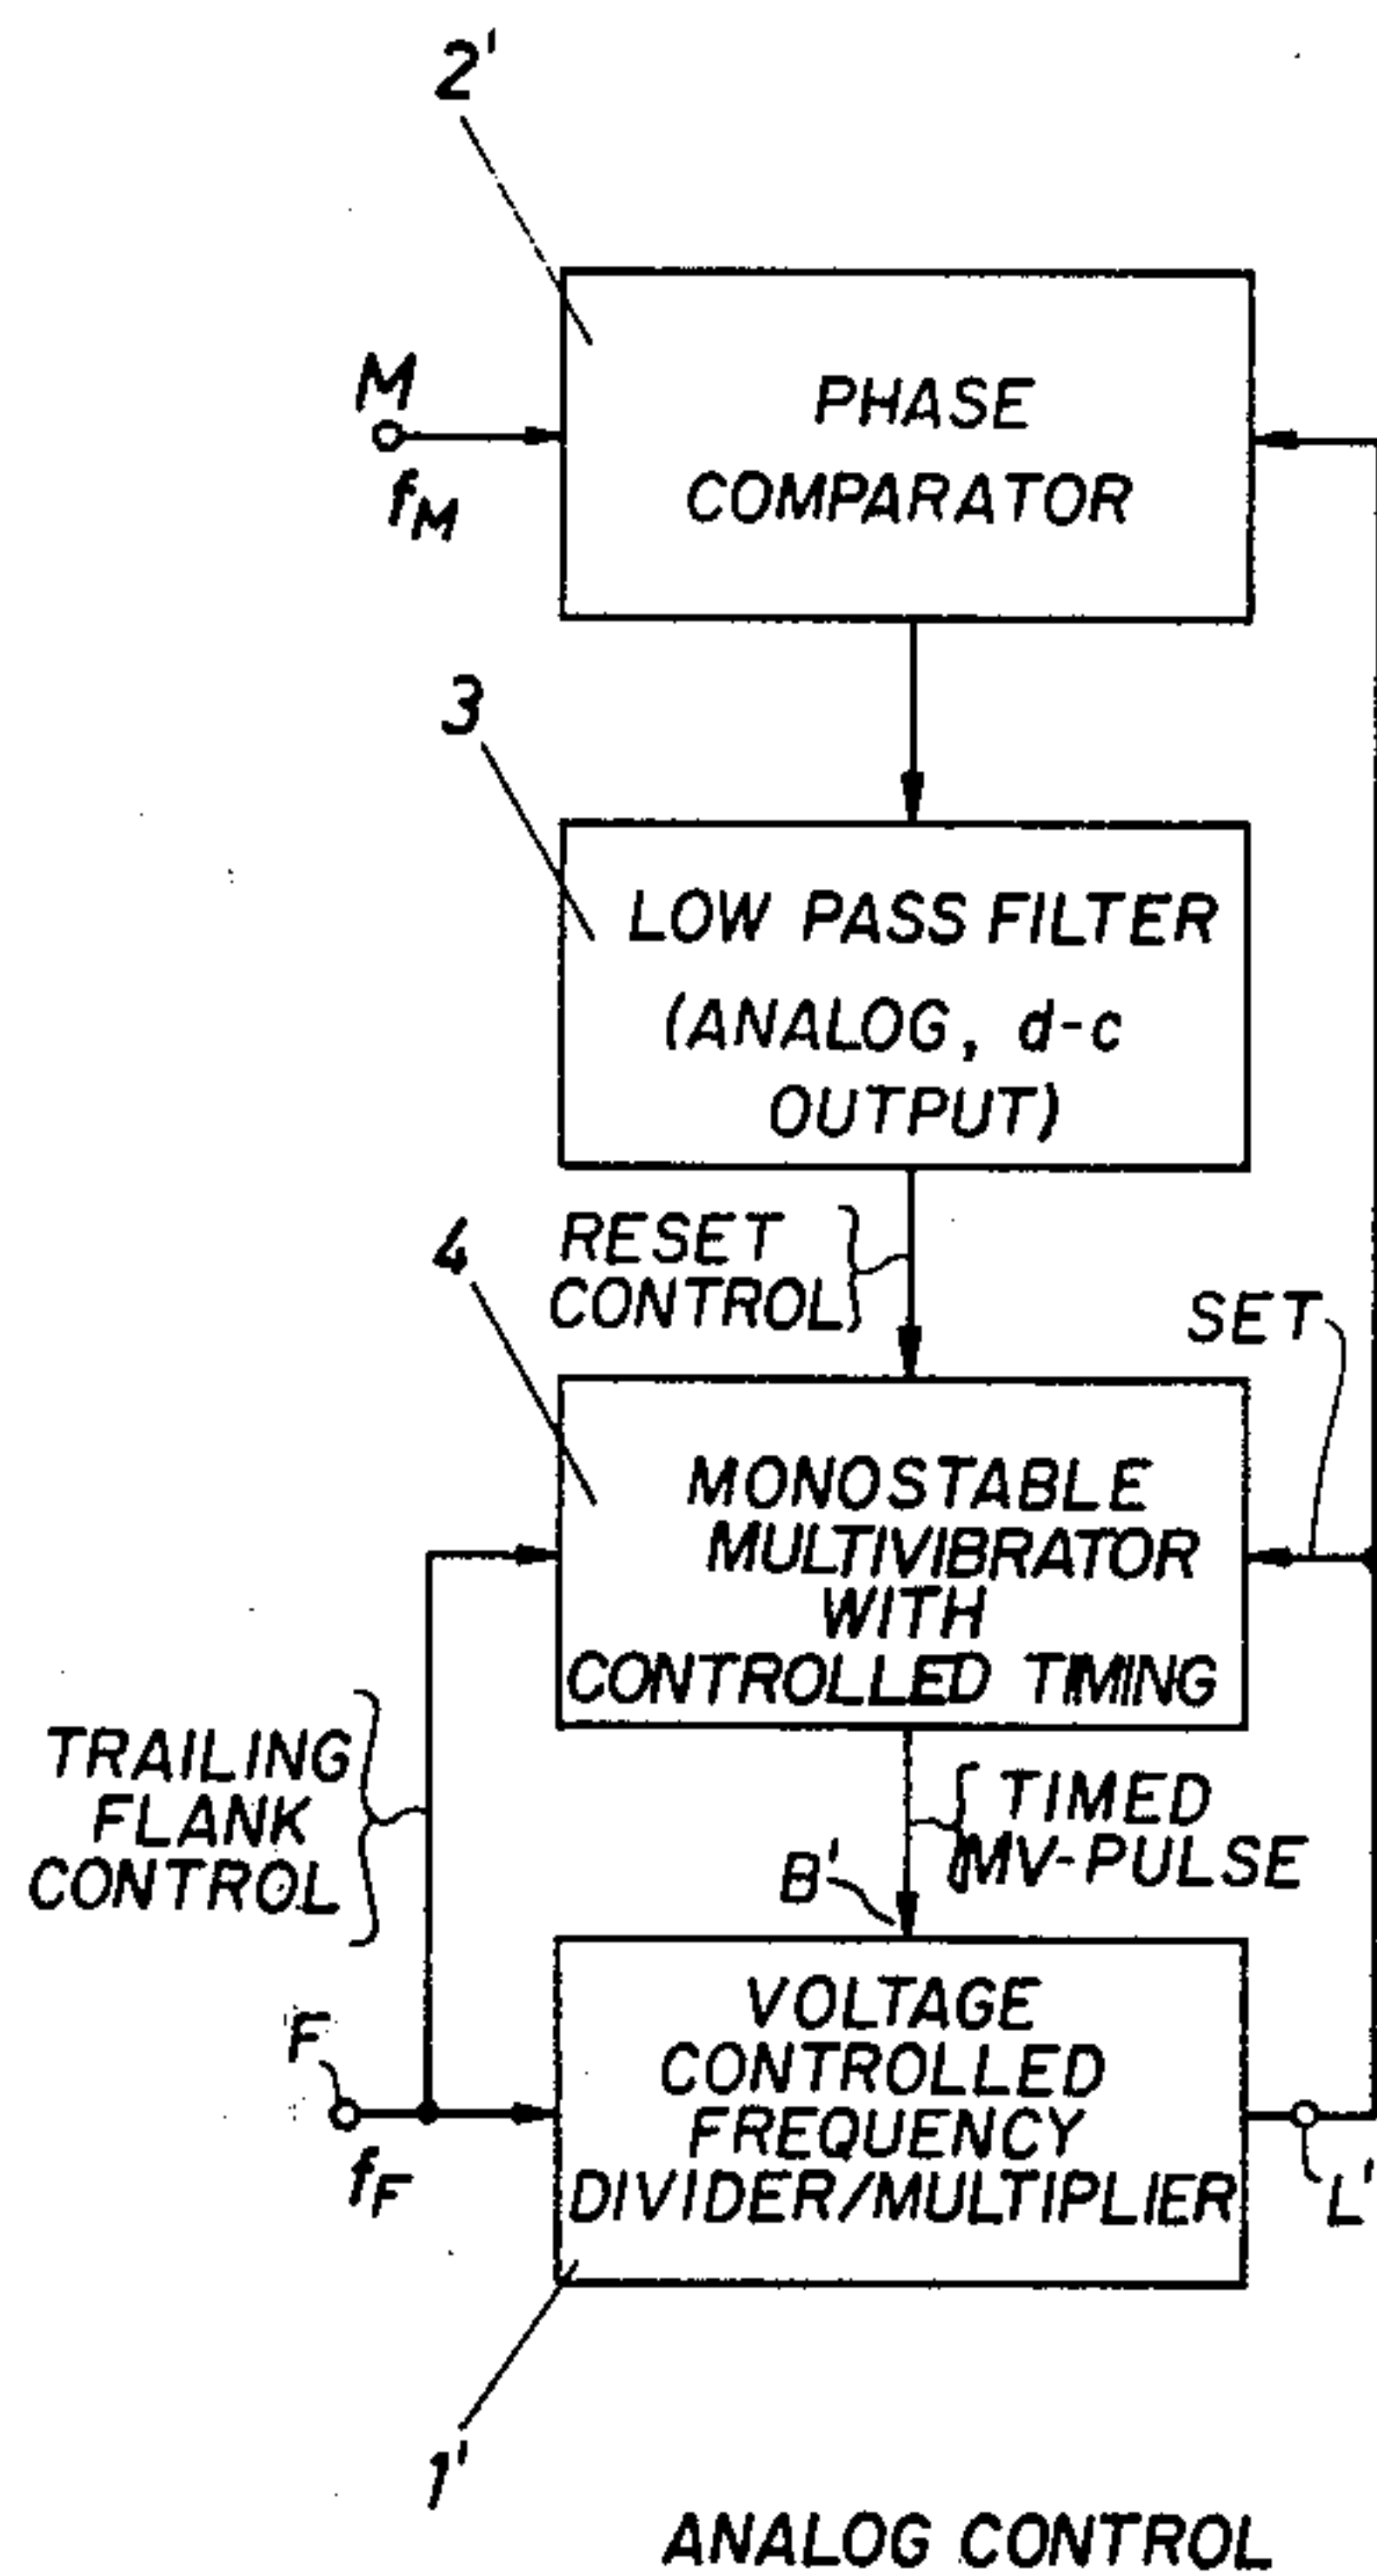 2'
M
fM
PHASE
COMPARATOR
3
LOW PASS FILTER
(ANALOG, d-c
OUTPUT)
RESET
CONTROL
4
SET
MONOSTABLE
MULTIVIBRATOR
WITH
CONTROLLED TIMING
TRAILING
FLANK
CONTROL
TIMED
MV-PULSE
B'
F
fF
VOLTAGE
CONTROLLED
FREQUENCY
DIVIDER/MULTIPLIER
L'
1'
ANALOG CONTROL